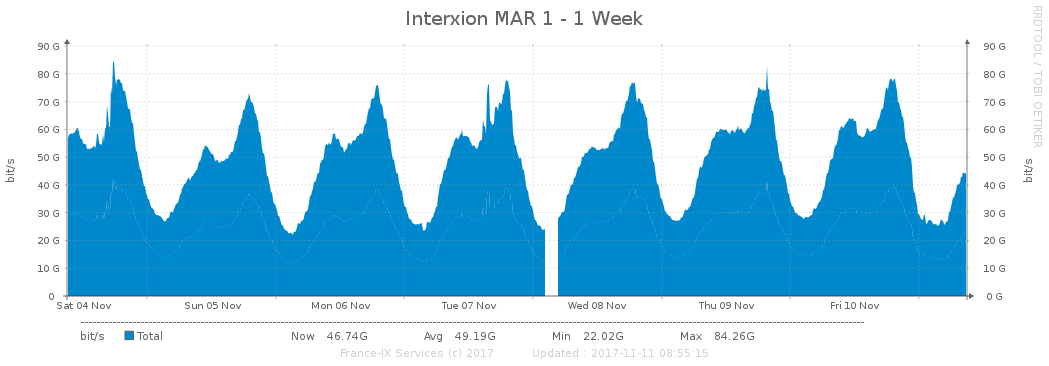 Interxion MAR 1 - 1 Week
RRDTOOL / TOBI OETIKER
90 G 90 G
80 G 80 G
70 G 70 G
60 G 60 G
50 G 50 G
40 G 40 G
30 G 30 G
20 G 20 G
10 G 10 G
0 0 G
bit/s bit/s
Sat 04 Nov Sun 05 Nov Mon 06 Nov Tue 07 Nov Wed 08 Nov Thu 09 Nov Fri 10 Nov
bit/s Total Now 46.74G Avg 49.19G Min 22.02G Max 84.26G
France-IX Services (c) 2017 Updated : 2017-11-11 08:55:15